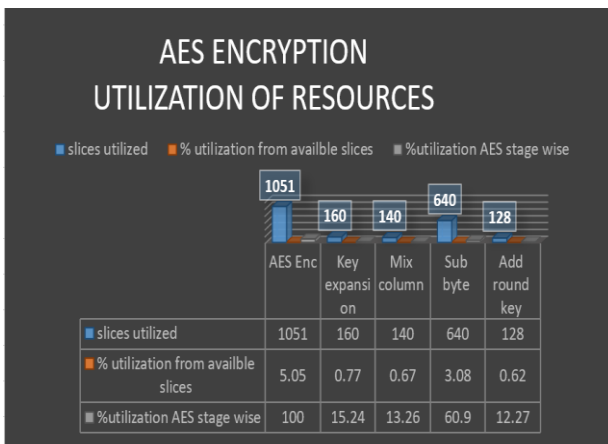 AES ENCRYPTION
UTILIZATION OF RESOURCES
slices utilized % utilization from availble slices %utilization AES stage wise
1051
160
140
640
128
AES Enc Key expansi on Mix column Sub byte Add round key
slices utilized 1051 160 140 640 128
% utilization from availble slices 5.05 0.77 0.67 3.08 0.62
%utilization AES stage wise 100 15.24 13.26 60.9 12.27